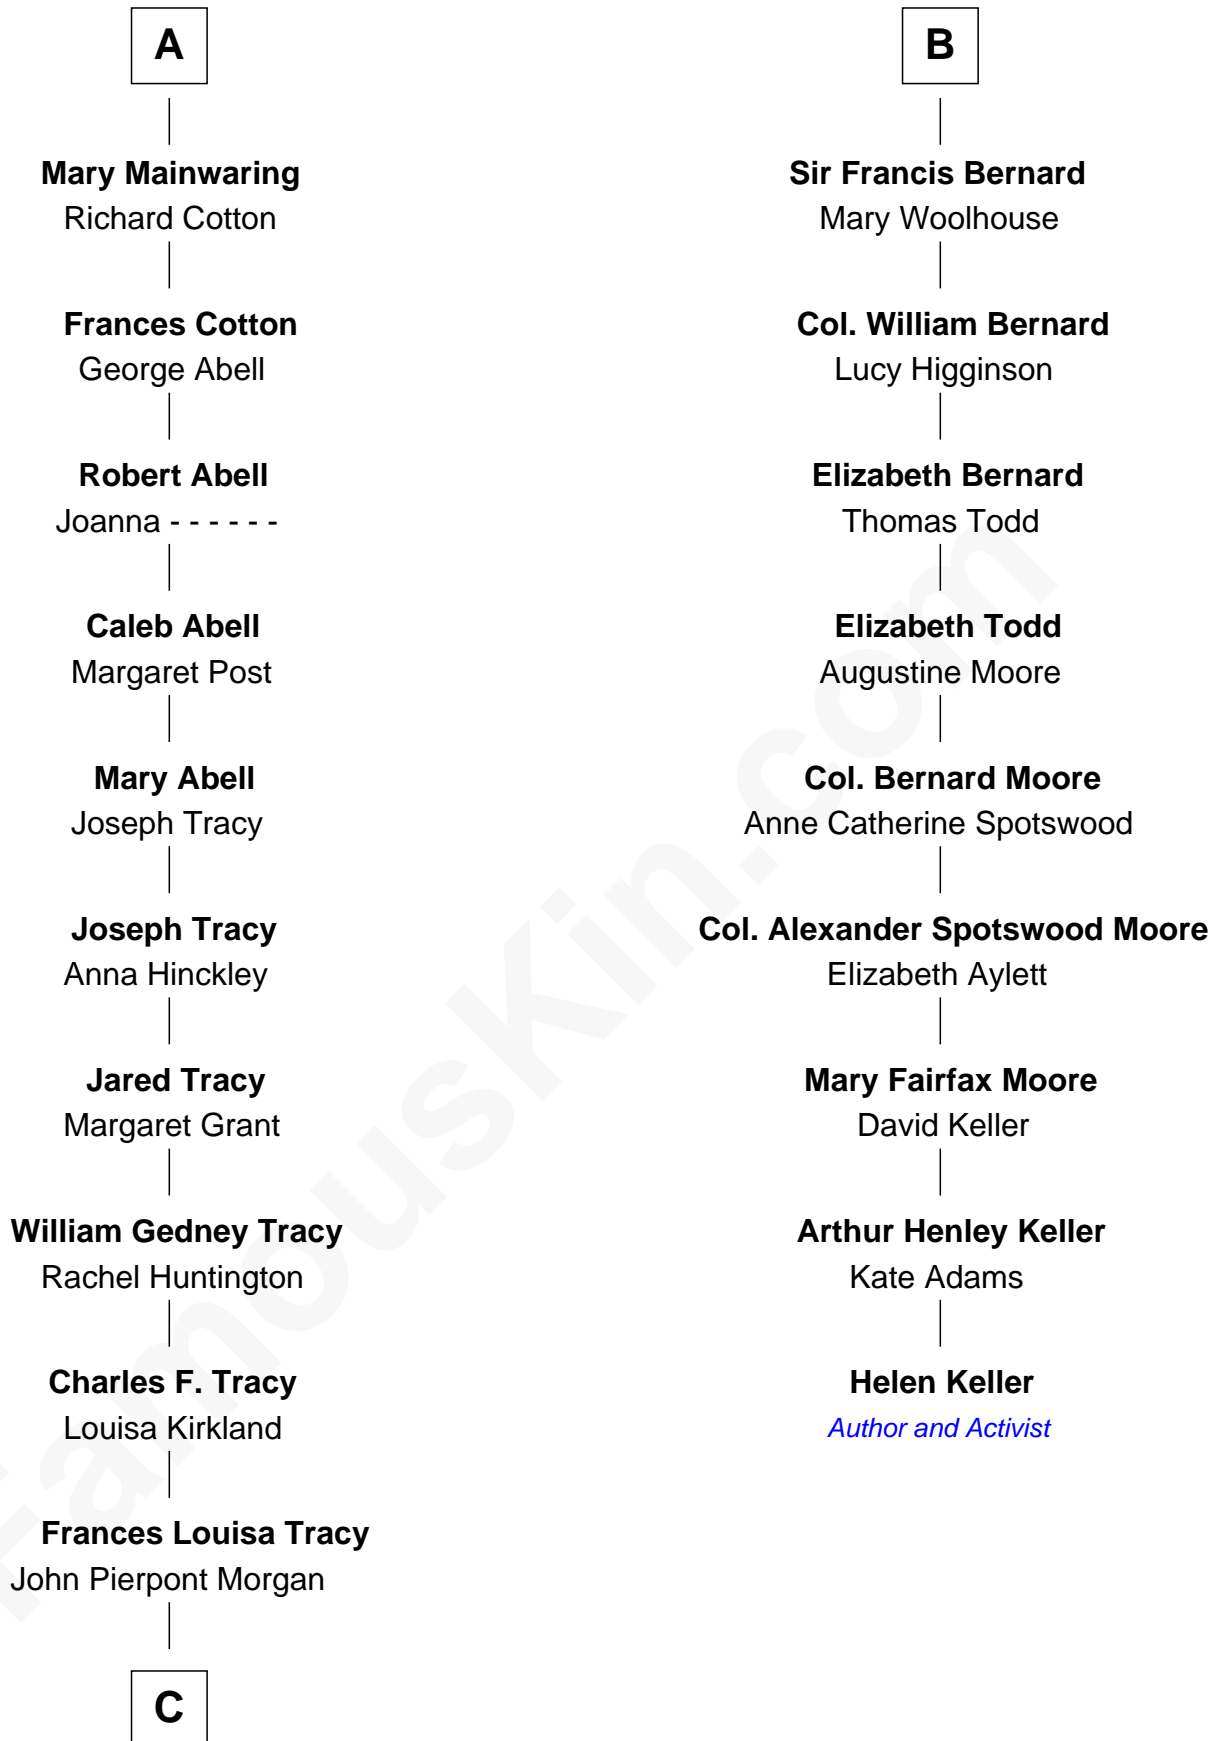 A
Mary Mainwaring
Richard Cotton
Frances Cotton
George Abell
Robert Abell
Joanna - - - - - -
Caleb Abell
Margaret Post
Mary Abell
Joseph Tracy
Joseph Tracy
Anna Hinckley
Jared Tracy
Margaret Grant
William Gedney Tracy
Rachel Huntington
Charles F. Tracy
Louisa Kirkland
Frances Louisa Tracy
John Pierpont Morgan
C
B
Sir Francis Bernard
Mary Woolhouse
Col. William Bernard
Lucy Higginson
Elizabeth Bernard
Thomas Todd
Elizabeth Todd
Augustine Moore
Col. Bernard Moore
Anne Catherine Spotswood
Col. Alexander Spotswood Moore
Elizabeth Aylett
Mary Fairfax Moore
David Keller
Arthur Henley Keller
Kate Adams
Helen Keller
Author and Activist
FamousKin.com